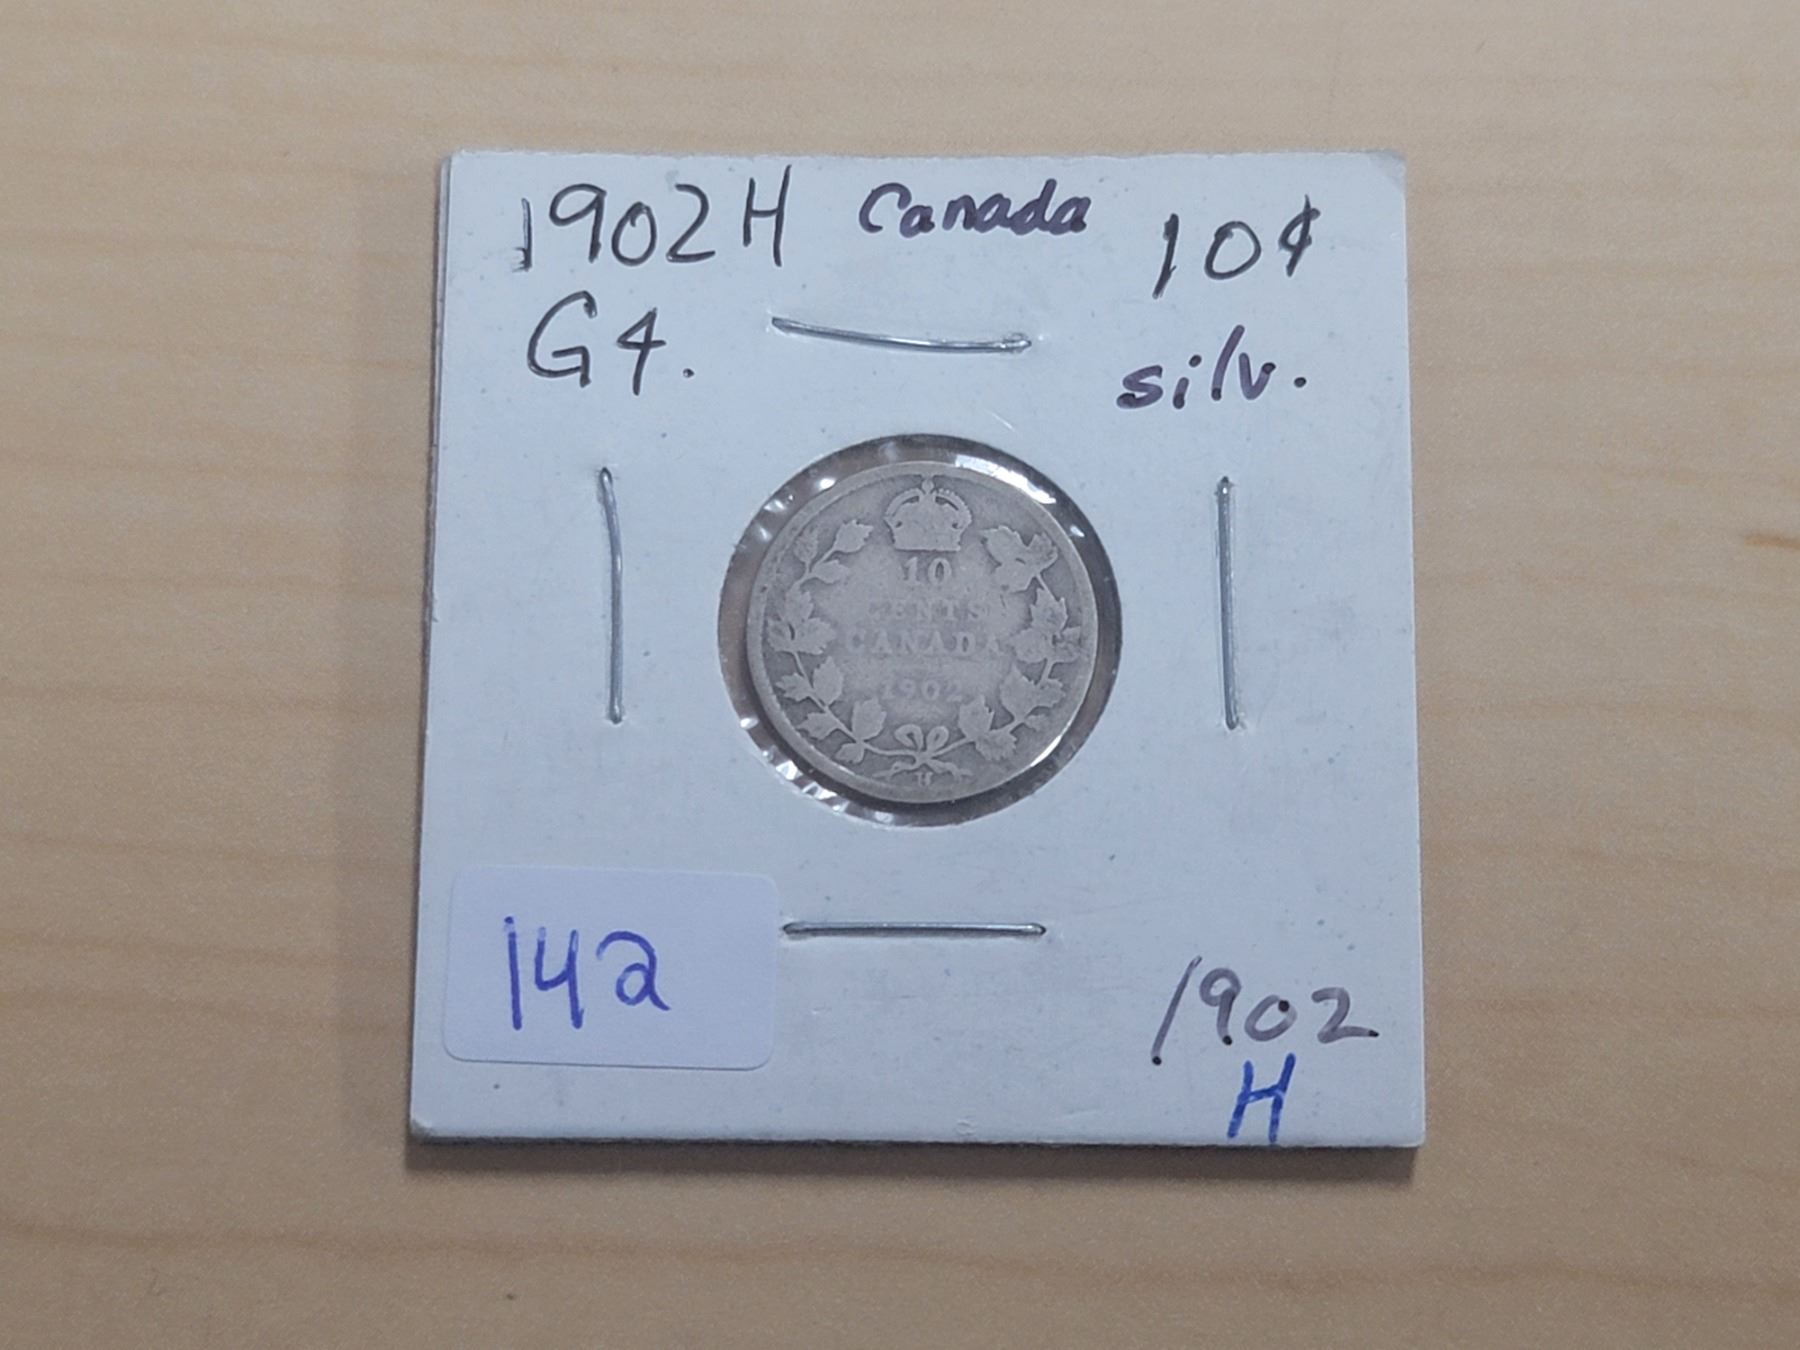 1902H Canada 10¢
G4. silv.
10
CENTS
CANADA
1902
H
142
1902
H